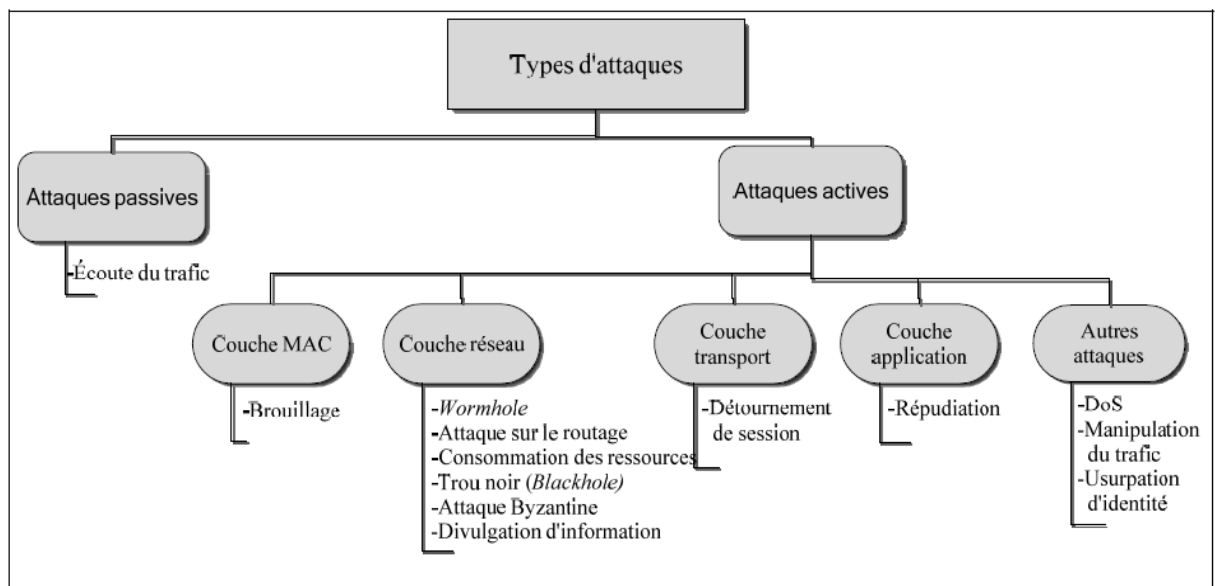 Types d'attaques
Attaques passives
-Écoute du trafic
Attaques actives
Couche MAC
-Brouillage
Couche réseau
-Wormhole
-Attaque sur le routage
-Consommation des ressources
-Trou noir (Blackhole)
-Attaque Byzantine
-Divulgation d'information
Couche
transport
-Détournement
de session
Couche
application
-Répudiation
Autres
attaques
-DoS
-Manipulation
du trafic
-Usurpation
d'identité